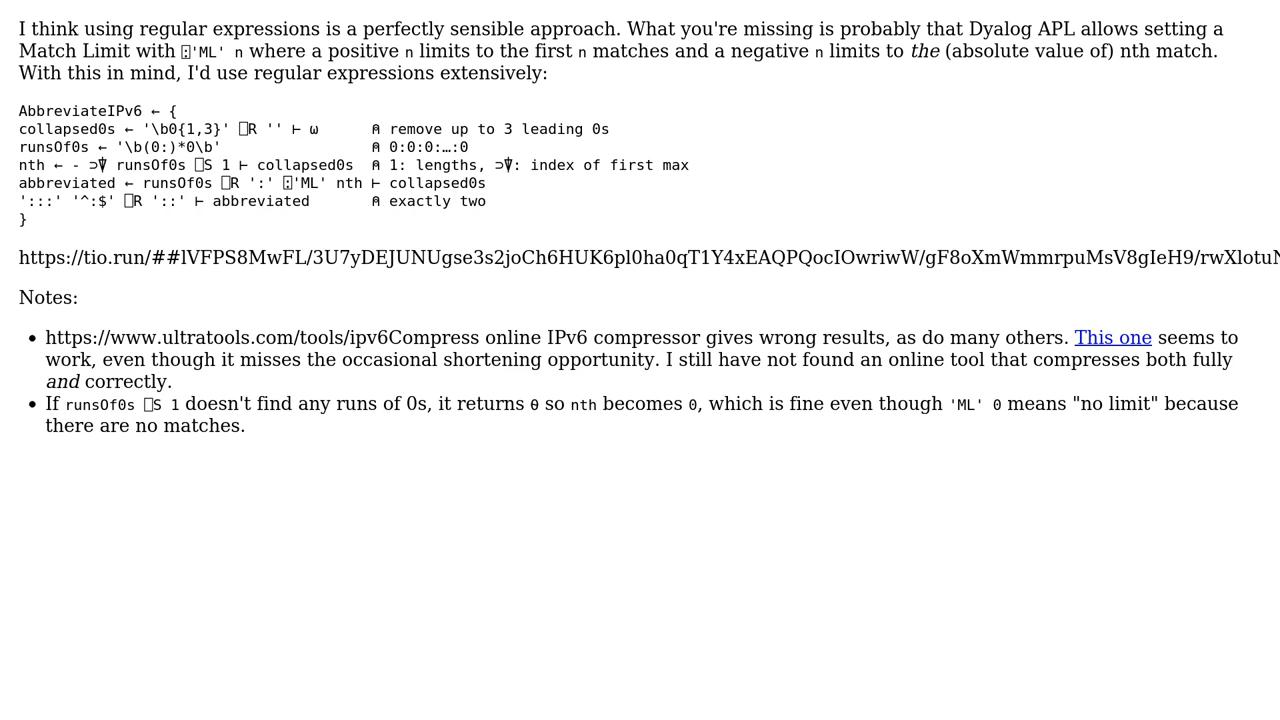 I think using regular expressions is a perfectly sensible approach. What you're missing is probably that Dyalog APL allows setting a
Match Limit with ⍠'ML' n where a positive n limits to the first n matches and a negative n limits to the (absolute value of) nth match.
With this in mind, I'd use regular expressions extensively:
AbbreviateIPv6 ← {
collapsed0s ← '\b0{1,3}' ⎕R '' ⊢ ⍵      ⍝ remove up to 3 leading 0s
runsOf0s ← '\b(0:)*0\b'                 ⍝ 0:0:0:…:0
nth ← - ⊃⍒ runsOf0s ⎕S 1 ⊢ collapsed0s  ⍝ 1: lengths, ⊃⍒: index of first max
abbreviated ← runsOf0s ⎕R ':' ⍠'ML' nth ⊢ collapsed0s
':::' '^:$' ⎕R '::' ⊢ abbreviated       ⍝ exactly two
}
https://tio.run/##lVFPS8MwFL/3U7yDEJUNUgse3s2joCh6HUK6pl0ha0qT1Y4xEAQPQocIOwriwW/gF8oXmWmmrpuMsV8gIeH9/rwXlotuN
Notes:
• https://www.ultratools.com/tools/ipv6Compress online IPv6 compressor gives wrong results, as do many others. This one seems to
work, even though it misses the occasional shortening opportunity. I still have not found an online tool that compresses both fully
and correctly.
• If runsOf0s ⎕S 1 doesn't find any runs of 0s, it returns ⍬ so nth becomes 0, which is fine even though 'ML' 0 means "no limit" because
there are no matches.